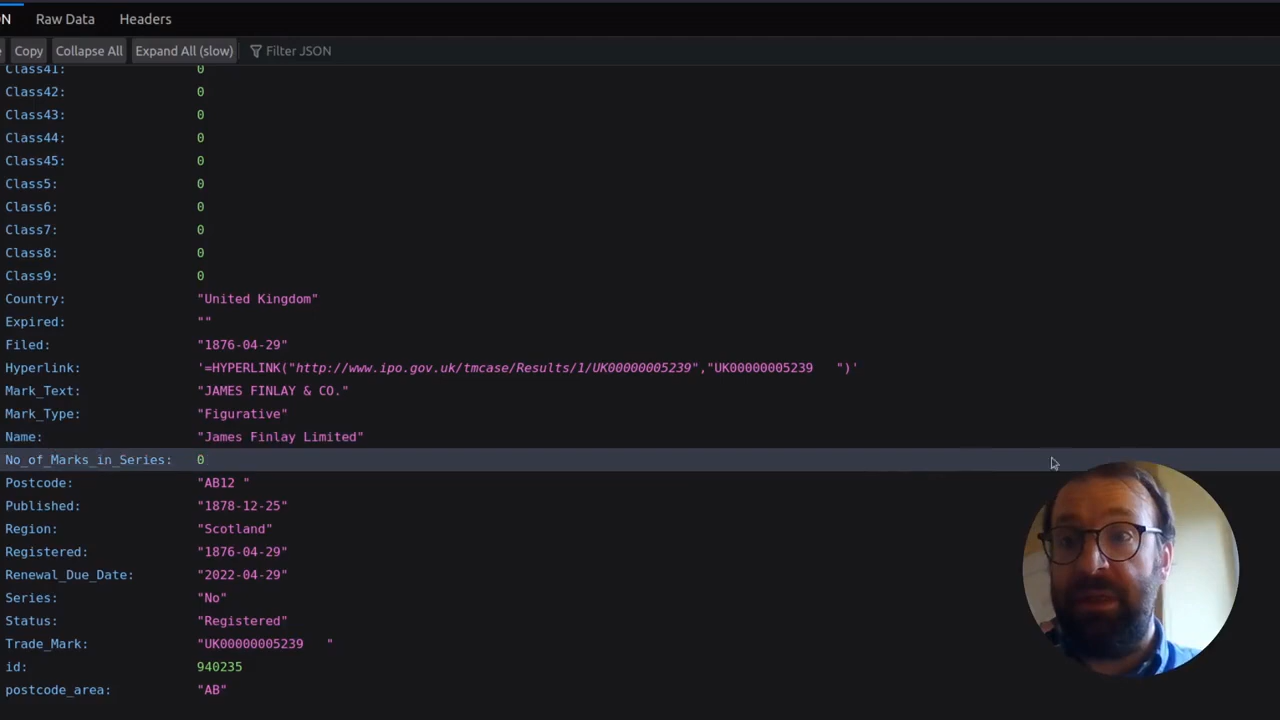 ON Raw Data Headers
Copy Collapse All Expand All (slow) Filter JSON
Class41: 0
Class42: 0
Class43: 0
Class44: 0
Class45: 0
Class5: 0
Class6: 0
Class7: 0
Class8: 0
Class9: 0
Country: "United Kingdom"
Expired: ""
Filed: "1876-04-29"
Hyperlink: '=HYPERLINK("http://www.ipo.gov.uk/tmcase/Results/1/UK00000005239","UK00000005239   ")'
Mark_Text: "JAMES FINLAY & CO."
Mark_Type: "Figurative"
Name: "James Finlay Limited"
No_of_Marks_in_Series: 0
Postcode: "AB12 "
Published: "1878-12-25"
Region: "Scotland"
Registered: "1876-04-29"
Renewal_Due_Date: "2022-04-29"
Series: "No"
Status: "Registered"
Trade_Mark: "UK00000005239   "
id: 940235
postcode_area: "AB"